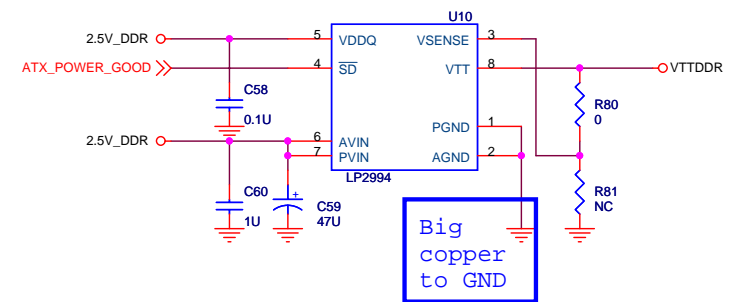 U10
2.5V_DDR 5 VDDQ VSENSE 3
ATX_POWER_GOOD 4 SD VTT 8 VTTDDR
C58
0.1U
R80
0
PGND 1
2.5V_DDR 6 AVIN
7 PVIN AGND 2
LP2994
C60
1U
C59
47U
+
R81
NC
Big
copper
to GND